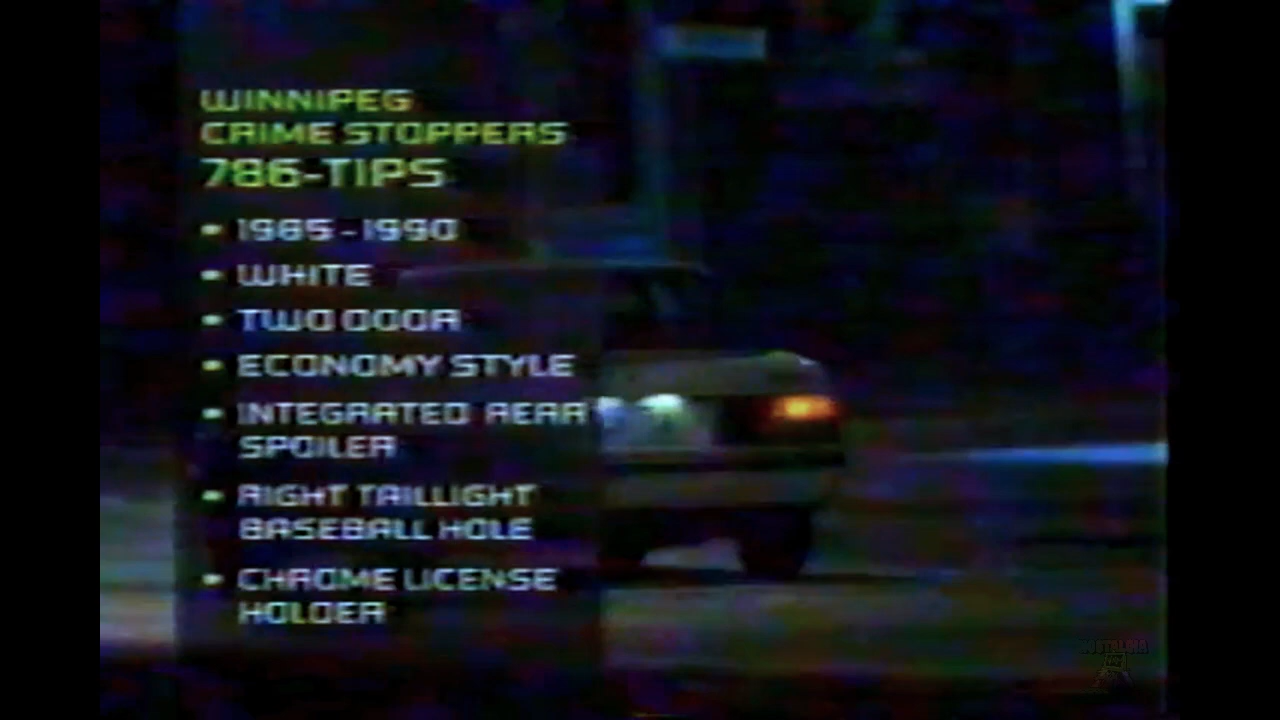 WINNIPEG
CRIME STOPPERS
786-TIPS
• 1985-1990
• WHITE
• TWO DOOR
• ECONOMY STYLE
• INTEGRATED REAR
SPOILER
• RIGHT TAILLIGHT
BASEBALL HOLE
• CHROME LICENSE
HOLDER